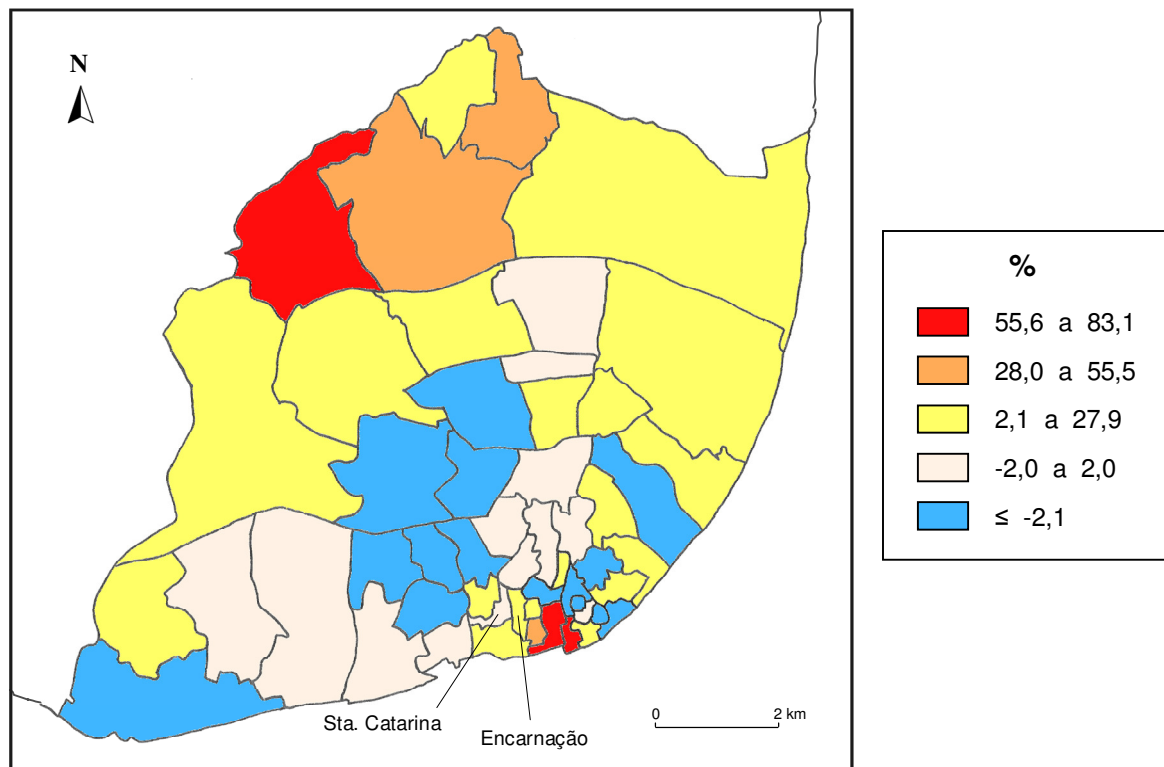 N
%
55,6 a 83,1
28,0 a 55,5
2,1 a 27,9
-2,0 a 2,0
≤ -2,1
Sta. Catarina
Encarnação
0 2 km